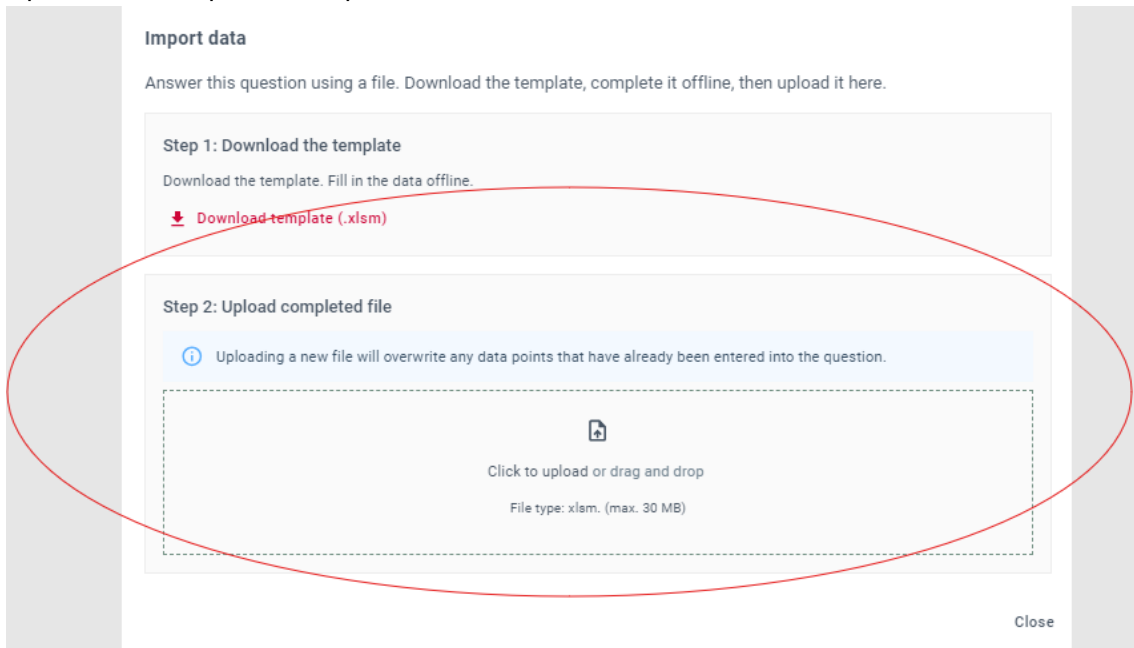 Import data
Answer this question using a file. Download the template, complete it offline, then upload it here.
Step 1: Download the template
Download the template. Fill in the data offline.
Download template (.xlsm)
Step 2: Upload completed file
Uploading a new file will overwrite any data points that have already been entered into the question.
Click to upload or drag and drop
File type: xlsm. (max. 30 MB)
Close